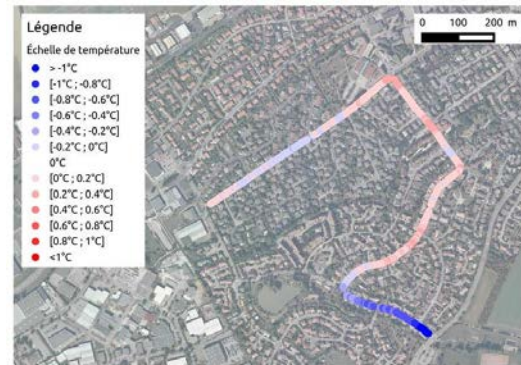 Légende
Échelle de température
> -1°C
[-1°C ; -0.8°C]
[-0.8°C ; -0.6°C]
[-0.6°C ; -0.4°C]
[-0.4°C ; -0.2°C]
[-0.2°C ; 0°C]
0°C
[0°C ; 0.2°C]
[0.2°C ; 0.4°C]
[0.4°C ; 0.6°C]
[0.6°C ; 0.8°C]
[0.8°C ; 1°C]
<1°C
0 100 200 m